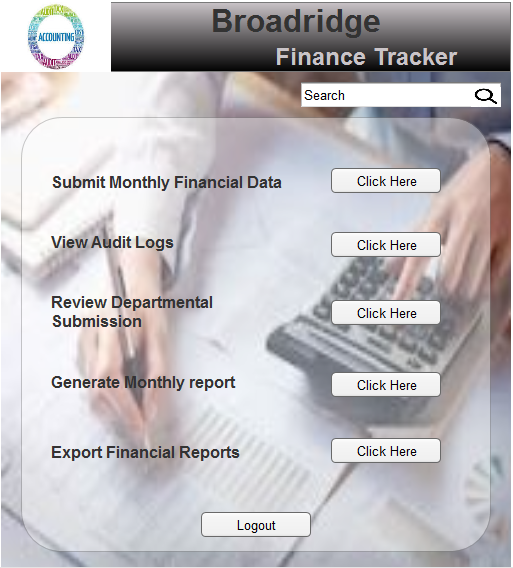 Broadridge
ACCOUNTING
AUDIT
Finance Tracker
Search
Submit Monthly Financial Data
Click Here
View Audit Logs
Click Here
Review Departmental
Submission
Click Here
Generate Monthly report
Click Here
Export Financial Reports
Click Here
Logout